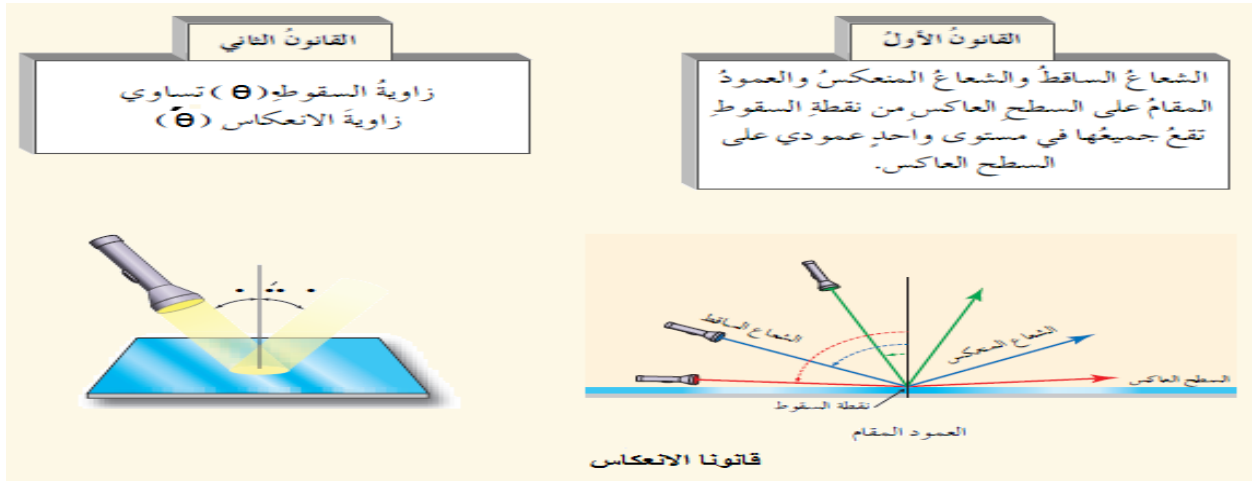 القانونُ الأولُ
الشعاعُ الساقطُ والشعاعُ المنعكسُ والعمودُ
المقامُ على السطحِ العاكسِ من نقطةِ السقوطِ
تقعُ جميعُها في مستوى واحدٍ عمودي على
السطحِ العاكسِ.
القانونُ الثاني
زاويةُ السقوطِ (Ө) تساوي
زاويةَ الانعكاسِ (Ө́)
الشعاع الساقط
الشعاع المنعكس
السطح العاكس
نقطة السقوط
العمود المقام
قانونا الانعكاس